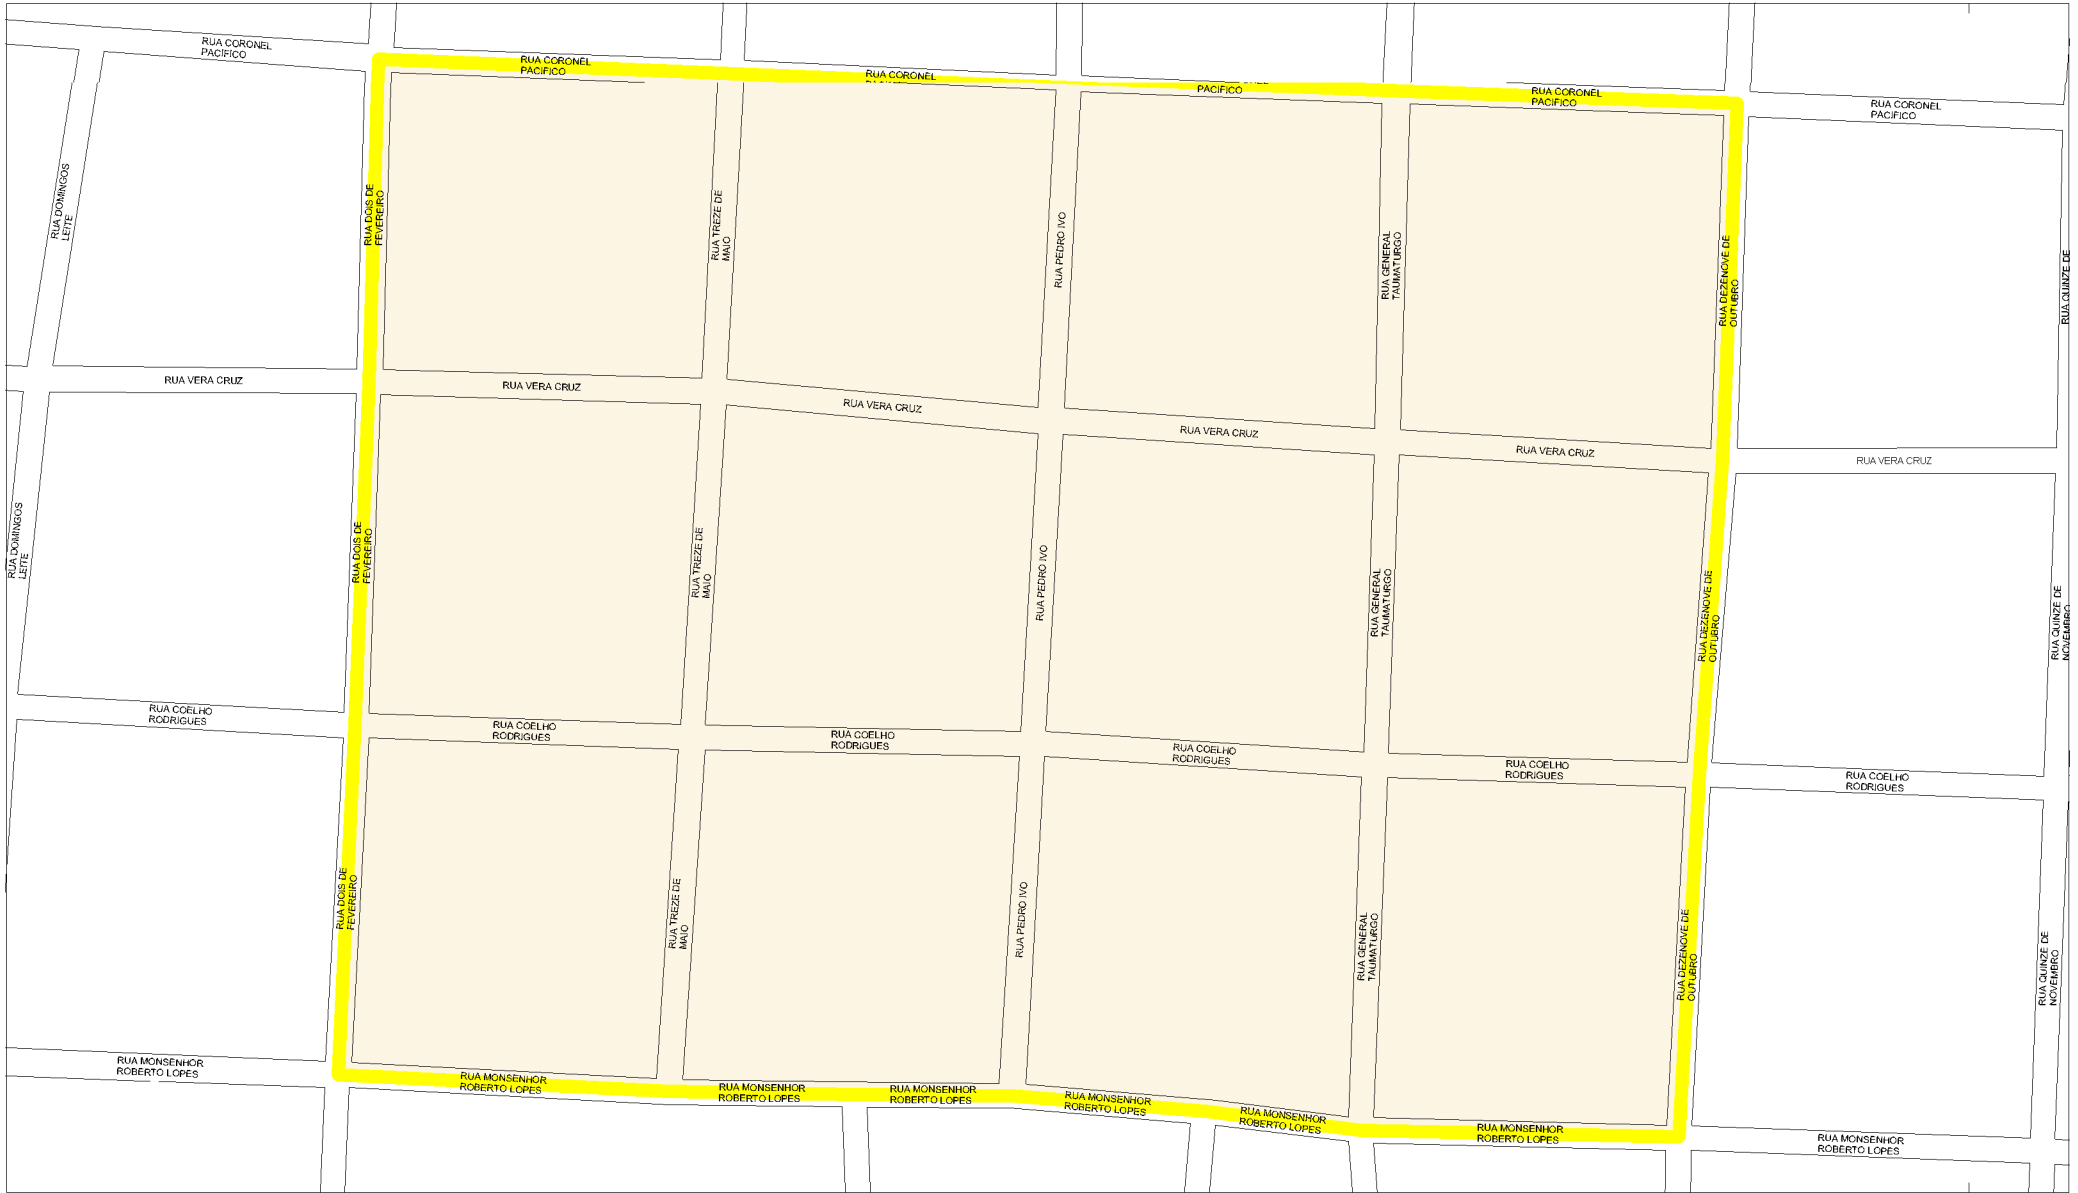 RUA CORONEL
PACIFICO
RUA CORONEL
PACIFICO
RUA CORONEL
PACIFICO
RUA CORONEL
PACIFICO
RUA CORONEL
PACIFICO
RUA DOMINGOS
LEITE
RUA DOIS DE
FEVEREIRO
RUA TREZE DE
MAIO
RUA PEDRO IVO
RUA GENERAL
TAUMATURGO
RUA DEZENOVE DE
OUTUBRO
RUA QUINZE DE
RUA VERA CRUZ
RUA VERA CRUZ
RUA VERA CRUZ
RUA VERA CRUZ
RUA VERA CRUZ
RUA VERA CRUZ
RUA DOMINGOS
LEITE
RUA DOIS DE
FEVEREIRO
RUA TREZE DE
MAIO
RUA PEDRO IVO
RUA GENERAL
TAUMATURGO
RUA DEZENOVE DE
OUTUBRO
RUA QUINZE DE
NOVEMBRO
RUA COELHO
RODRIGUES
RUA COELHO
RODRIGUES
RUA COELHO
RODRIGUES
RUA COELHO
RODRIGUES
RUA COELHO
RODRIGUES
RUA COELHO
RODRIGUES
RUA DOIS DE
FEVEREIRO
RUA TREZE DE
MAIO
RUA PEDRO IVO
RUA GENERAL
TAUMATURGO
RUA DEZENOVE DE
OUTUBRO
RUA QUINZE DE
NOVEMBRO
RUA MONSENHOR
ROBERTO LOPES
RUA MONSENHOR
ROBERTO LOPES
RUA MONSENHOR
ROBERTO LOPES
RUA MONSENHOR
ROBERTO LOPES
RUA MONSENHOR
ROBERTO LOPES
RUA MONSENHOR
ROBERTO LOPES
RUA MONSENHOR
ROBERTO LOPES
RUA MONSENHOR
ROBERTO LOPES